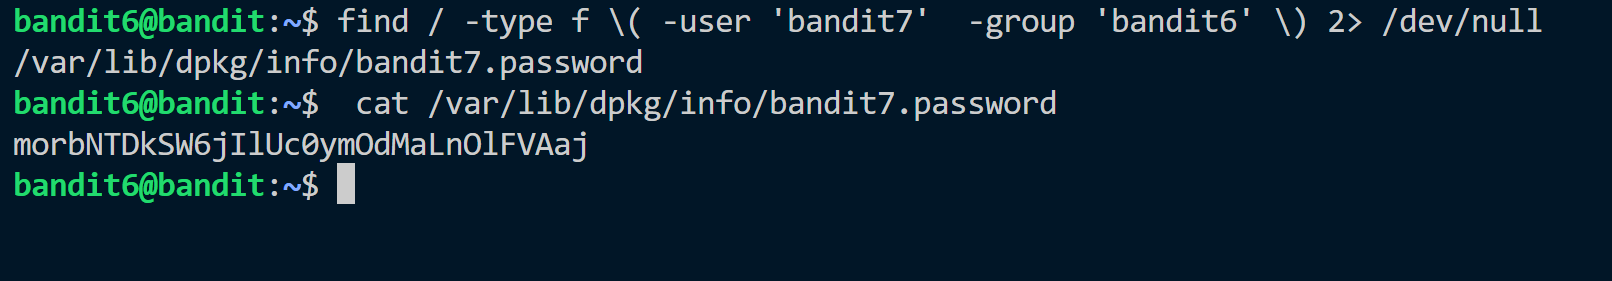 bandit6@bandit:~$ find / -type f \( -user 'bandit7'  -group 'bandit6' \) 2> /dev/null
/var/lib/dpkg/info/bandit7.password
bandit6@bandit:~$  cat /var/lib/dpkg/info/bandit7.password
morbNTDkSW6jIlUc0ymOdMaLnOlFVAaj
bandit6@bandit:~$